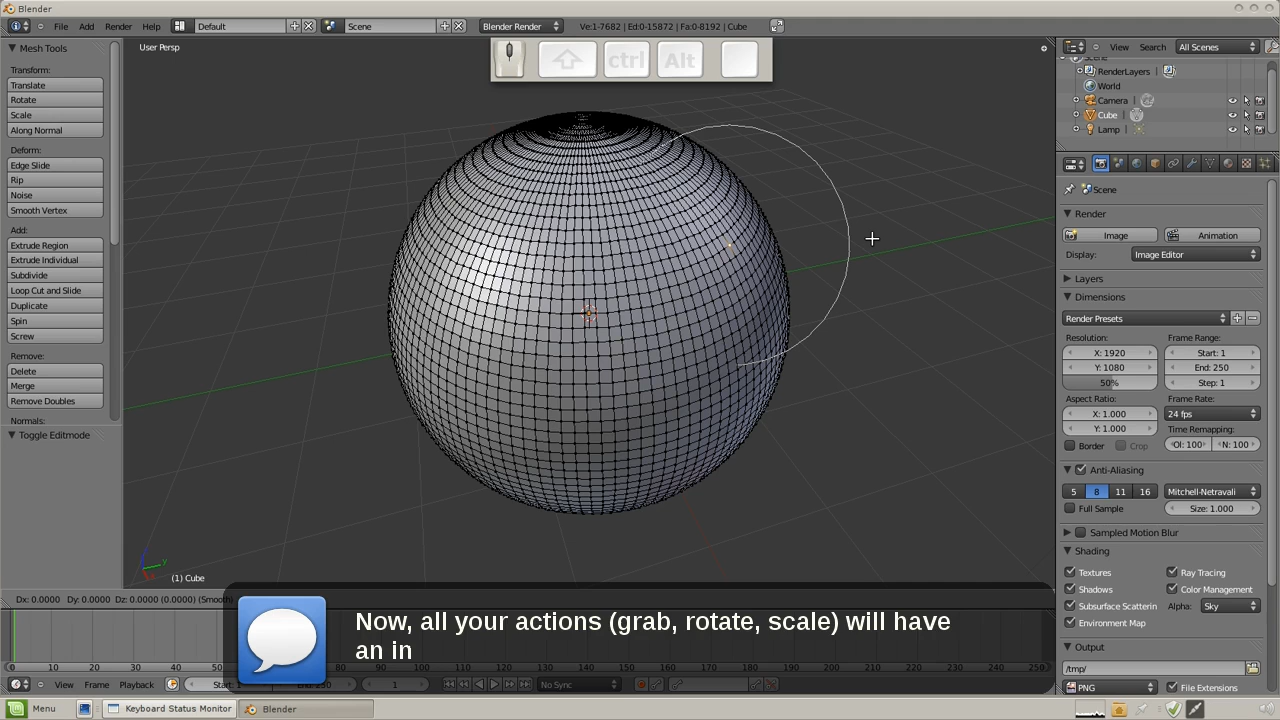 Blender
File Add Render Help Default Scene Blender Render Ve:1-7682 | Ed:0-15872 | Fa:0-8192 | Cube
Mesh Tools
Transform:
Translate
Rotate
Scale
Along Normal
Deform:
Edge Slide
Rip
Noise
Smooth Vertex
Add:
Extrude Region
Extrude Individual
Subdivide
Loop Cut and Slide
Duplicate
Spin
Screw
Remove:
Delete
Merge
Remove Doubles
Normals:
Toggle Editmode
User Persp
ctrl Alt
y
(1) Cube
Dx: 0.0000 Dy: 0.0000 Dz: 0.0000 (0.0000) (Smooth)
Now, all your actions (grab, rotate, scale) will have
an in
0 10 20 30 40 50 60 70 80 90 100 110 120 130 140 150 160 170 180 190 200 210 220 230 240 250
View Frame Playback Start: 1 End: 250 1 No Sync
View Search All Scenes
Scene
RenderLayers
World
Camera
Cube
Lamp
Scene
Render
Image Animation
Display: Image Editor
Layers
Dimensions
Render Presets
Resolution: Frame Range:
X: 1920 Start: 1
Y: 1080 End: 250
50% Step: 1
Aspect Ratio: Frame Rate:
X: 1.000 24 fps
Y: 1.000 Time Remapping:
Border Crop Ol: 100 N: 100
Anti-Aliasing
5 8 11 16 Mitchell-Netravali
Full Sample Size: 1.000
Sampled Motion Blur
Shading
Textures Ray Tracing
Shadows Color Management
Subsurface Scatterin Alpha: Sky
Environment Map
Output
/tmp/
PNG File Extensions
Menu Keyboard Status Monitor Blender